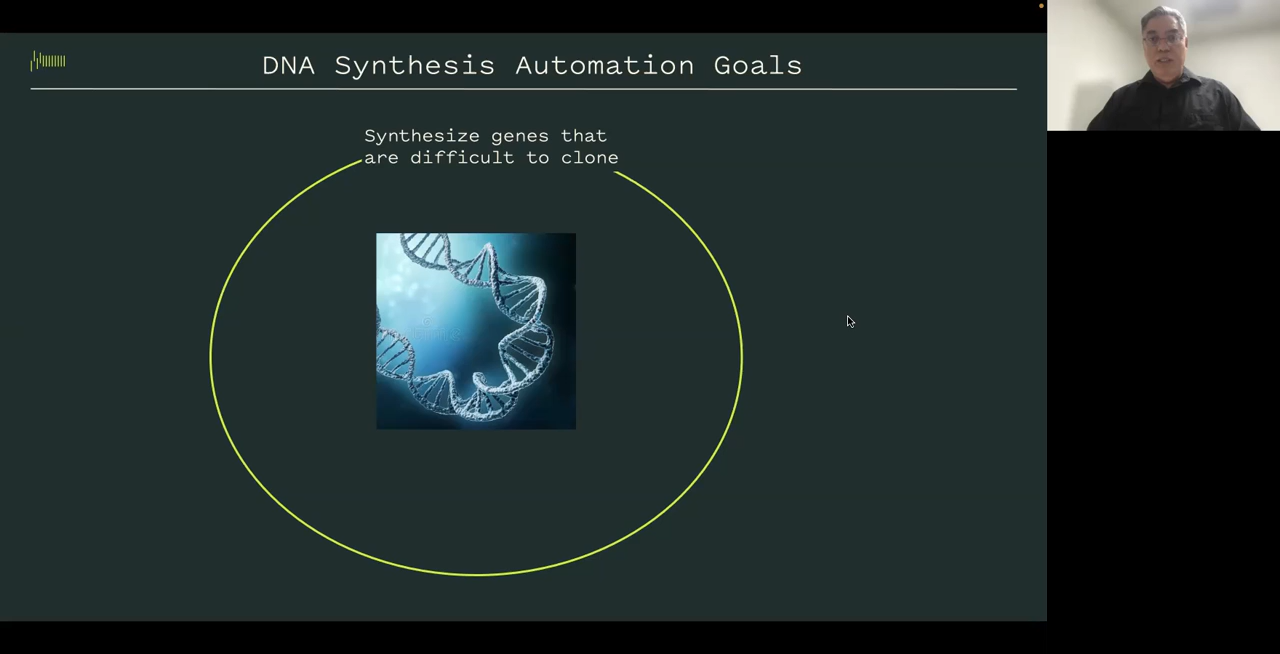 DNA Synthesis Automation Goals
Synthesize genes that
are difficult to clone